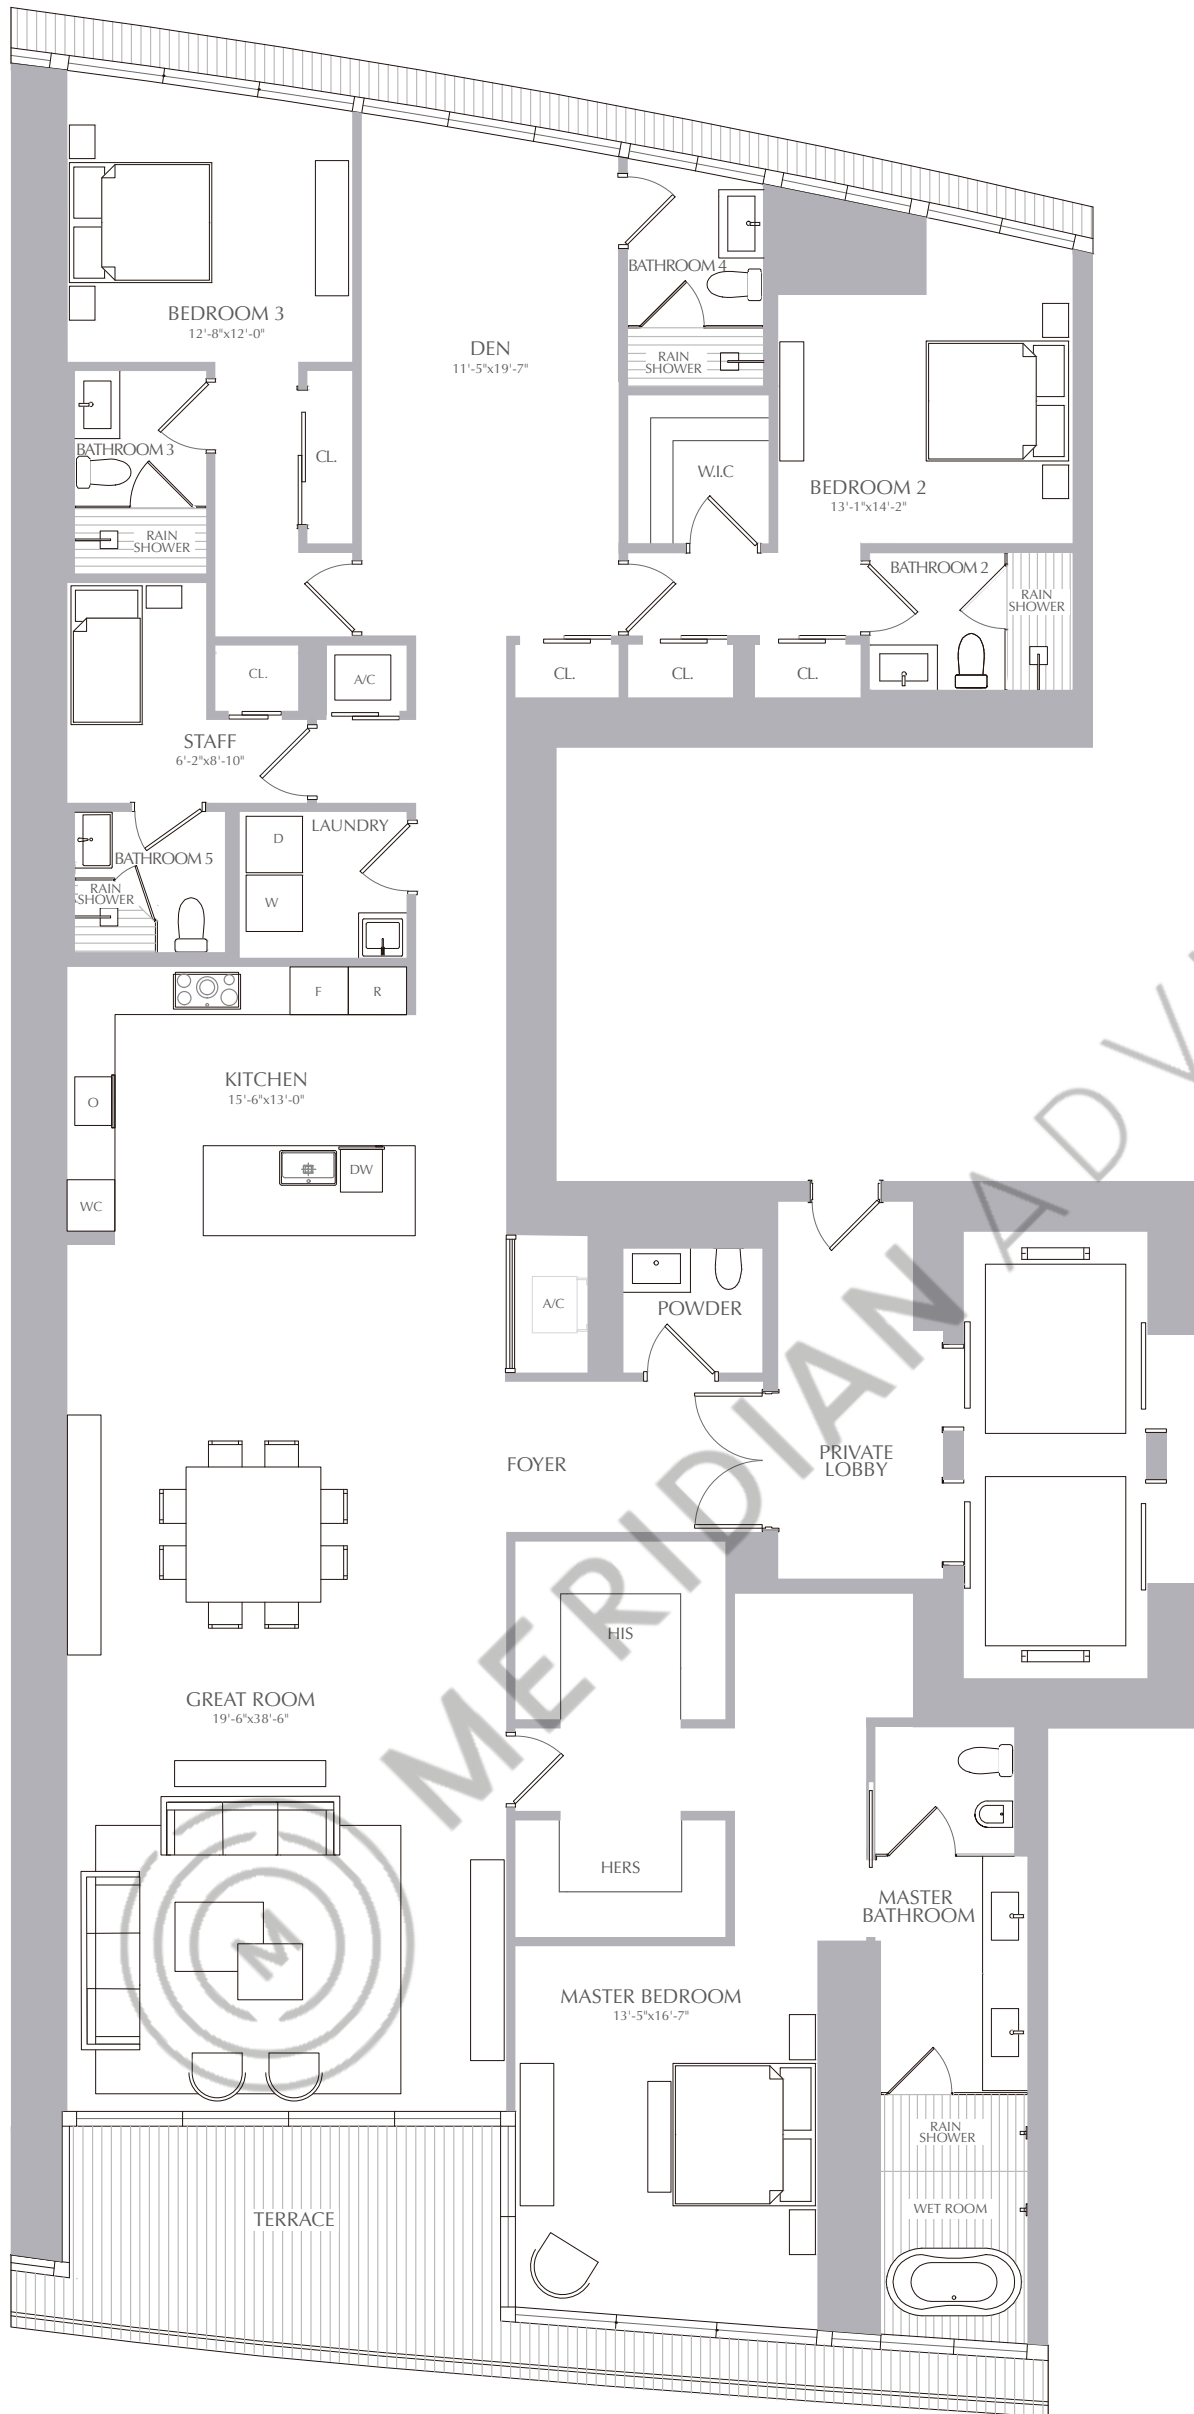 BATHROOM 4
BEDROOM 3
12'-8"x12'-0"
DEN
11'-5"x19'-7"
RAIN
SHOWER
BATHROOM 3
CL.
W.I.C
BEDROOM 2
13'-1"x14'-2"
RAIN
SHOWER
BATHROOM 2
RAIN
SHOWER
CL.
A/C
CL.
CL.
CL.
STAFF
6'-2"x8'-10"
LAUNDRY
D
BATHROOM 5
RAIN
SHOWER
W
F
R
KITCHEN
15'-6"x13'-0"
O
DW
WC
A/C
POWDER
FOYER
PRIVATE
LOBBY
HIS
GREAT ROOM
19'-6"x38'-6"
HERS
MASTER
BATHROOM
MASTER BEDROOM
13'-5"x16'-7"
RAIN
SHOWER
WET ROOM
TERRACE
M
MERIDIAN ADV